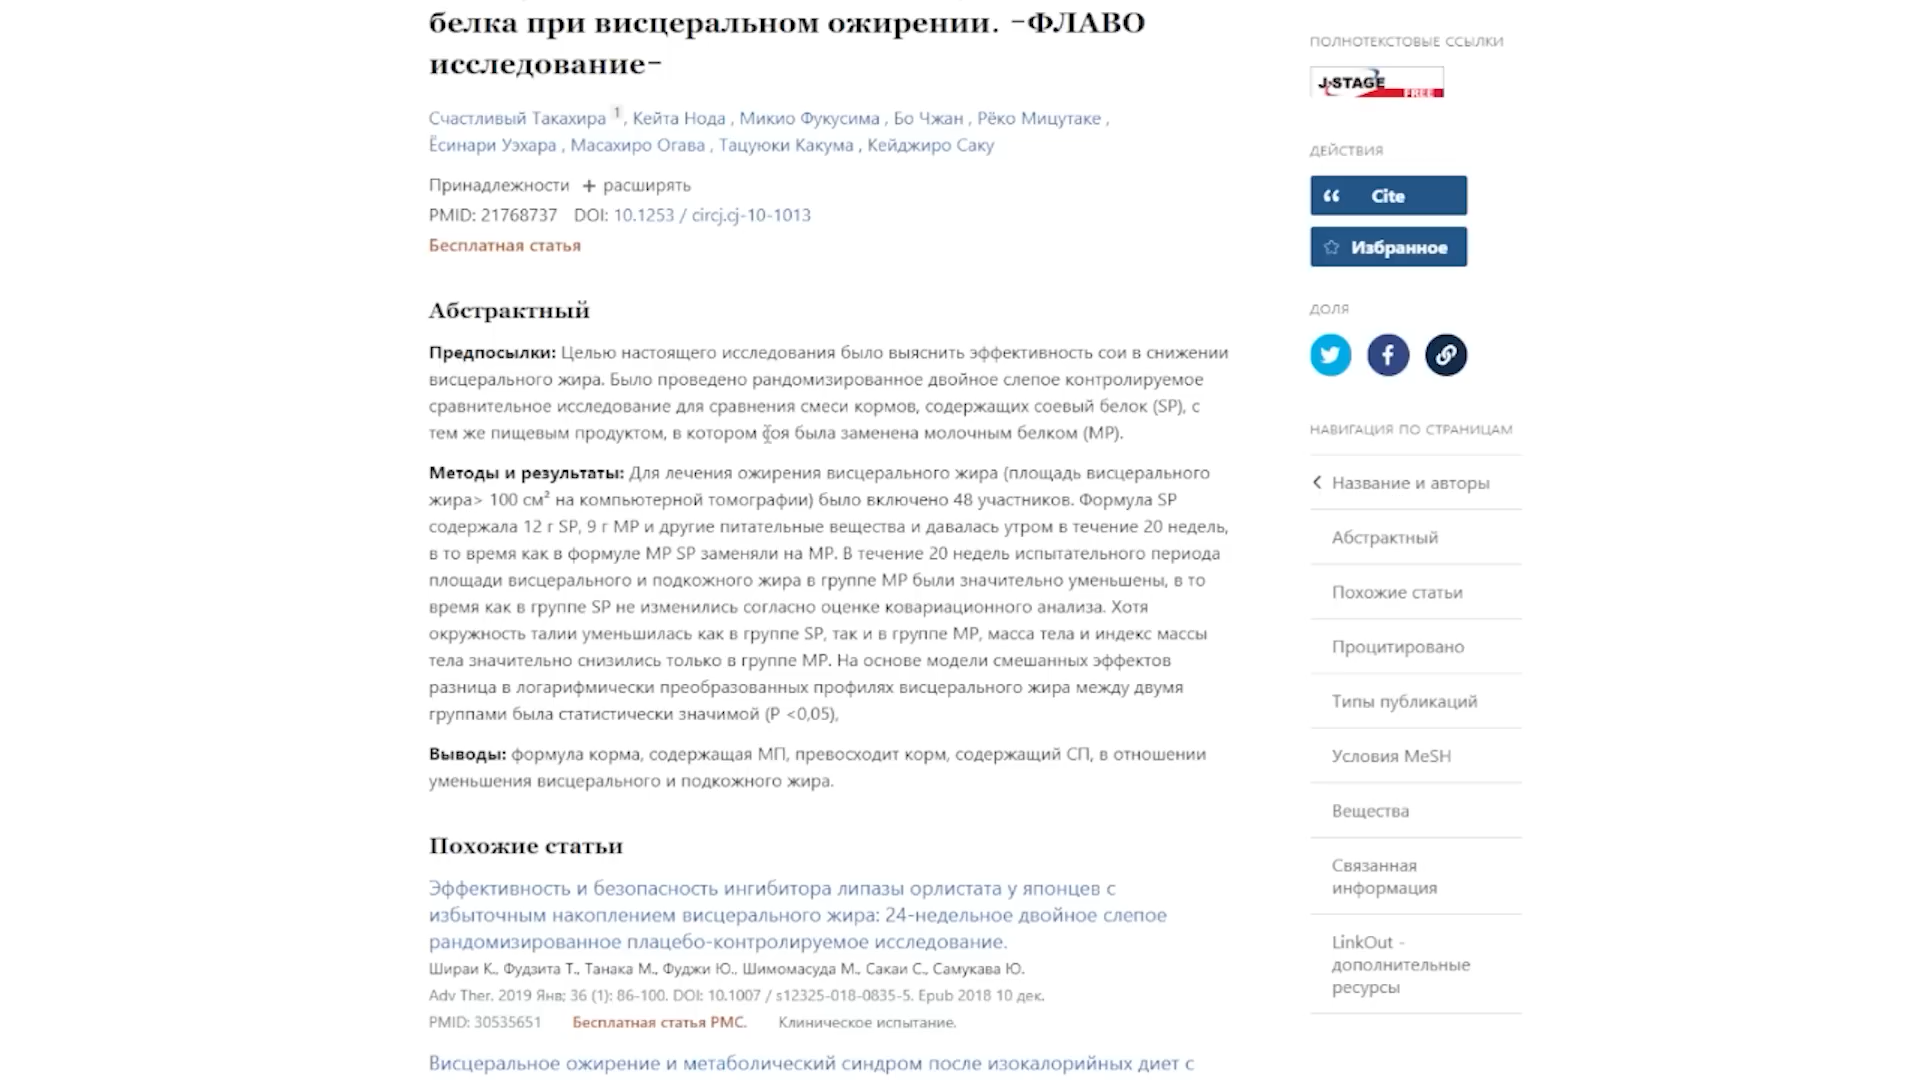 белка при висцеральном ожирении. -ФЛАВО
исследование-
Счастливый Такахира 1 , Кейта Нода , Микио Фукусима , Бо Чжан , Рёко Мицутаке ,
Ёсинари Уэхара , Масахиро Огава , Тацуюки Какума , Кейджиро Саку
Принадлежности + расширять
PMID: 21768737 DOI: 10.1253 / circj.cj-10-1013
Бесплатная статья
Абстрактный
Предпосылки: Целью настоящего исследования было выяснить эффективность сои в снижении
висцерального жира. Было проведено рандомизированное двойное слепое контролируемое
сравнительное исследование для сравнения смеси кормов, содержащих соевый белок (SP), с
тем же пищевым продуктом, в котором соя была заменена молочным белком (MP).
Методы и результаты: Для лечения ожирения висцерального жира (площадь висцерального
жира> 100 см² на компьютерной томографии) было включено 48 участников. Формула SP
содержала 12 г SP, 9 г MP и другие питательные вещества и давалась утром в течение 20 недель,
в то время как в формуле MP SP заменяли на MP. В течение 20 недель испытательного периода
площади висцерального и подкожного жира в группе MP были значительно уменьшены, в то
время как в группе SP не изменились согласно оценке ковариационного анализа. Хотя
окружность талии уменьшилась как в группе SP, так и в группе MP, масса тела и индекс массы
тела значительно снизились только в группе MP. На основе модели смешанных эффектов
разница в логарифмически преобразованных профилях висцерального жира между двумя
группами была статистически значимой (P <0,05),
Выводы: формула корма, содержащая МП, превосходит корм, содержащий СП, в отношении
уменьшения висцерального и подкожного жира.
Похожие статьи
Эффективность и безопасность ингибитора липазы орлистата у японцев с
избыточным накоплением висцерального жира: 24-недельное двойное слепое
рандомизированное плацебо-контролируемое исследование.
Шираи К., Фудзита Т., Танака М., Фуджи Ю., Шимомасуда М., Сакаи С., Самукава Ю.
Adv Ther. 2019 Янв; 36 (1): 86-100. DOI: 10.1007 / s12325-018-0835-5. Epub 2018 10 дек.
PMID: 30535651 Бесплатная статья PMC. Клиническое испытание.
Висцеральное ожирение и метаболический синдром после изокалорийных диет с
ПОЛНОТЕКСТОВЫЕ ССЫЛКИ
J-STAGE
FREE
ДЕЙСТВИЯ
Cite
Избранное
ДОЛЯ
НАВИГАЦИЯ ПО СТРАНИЦАМ
Название и авторы
Абстрактный
Похожие статьи
Процитировано
Типы публикаций
Условия MeSH
Вещества
Связанная
информация
LinkOut -
дополнительные
ресурсы